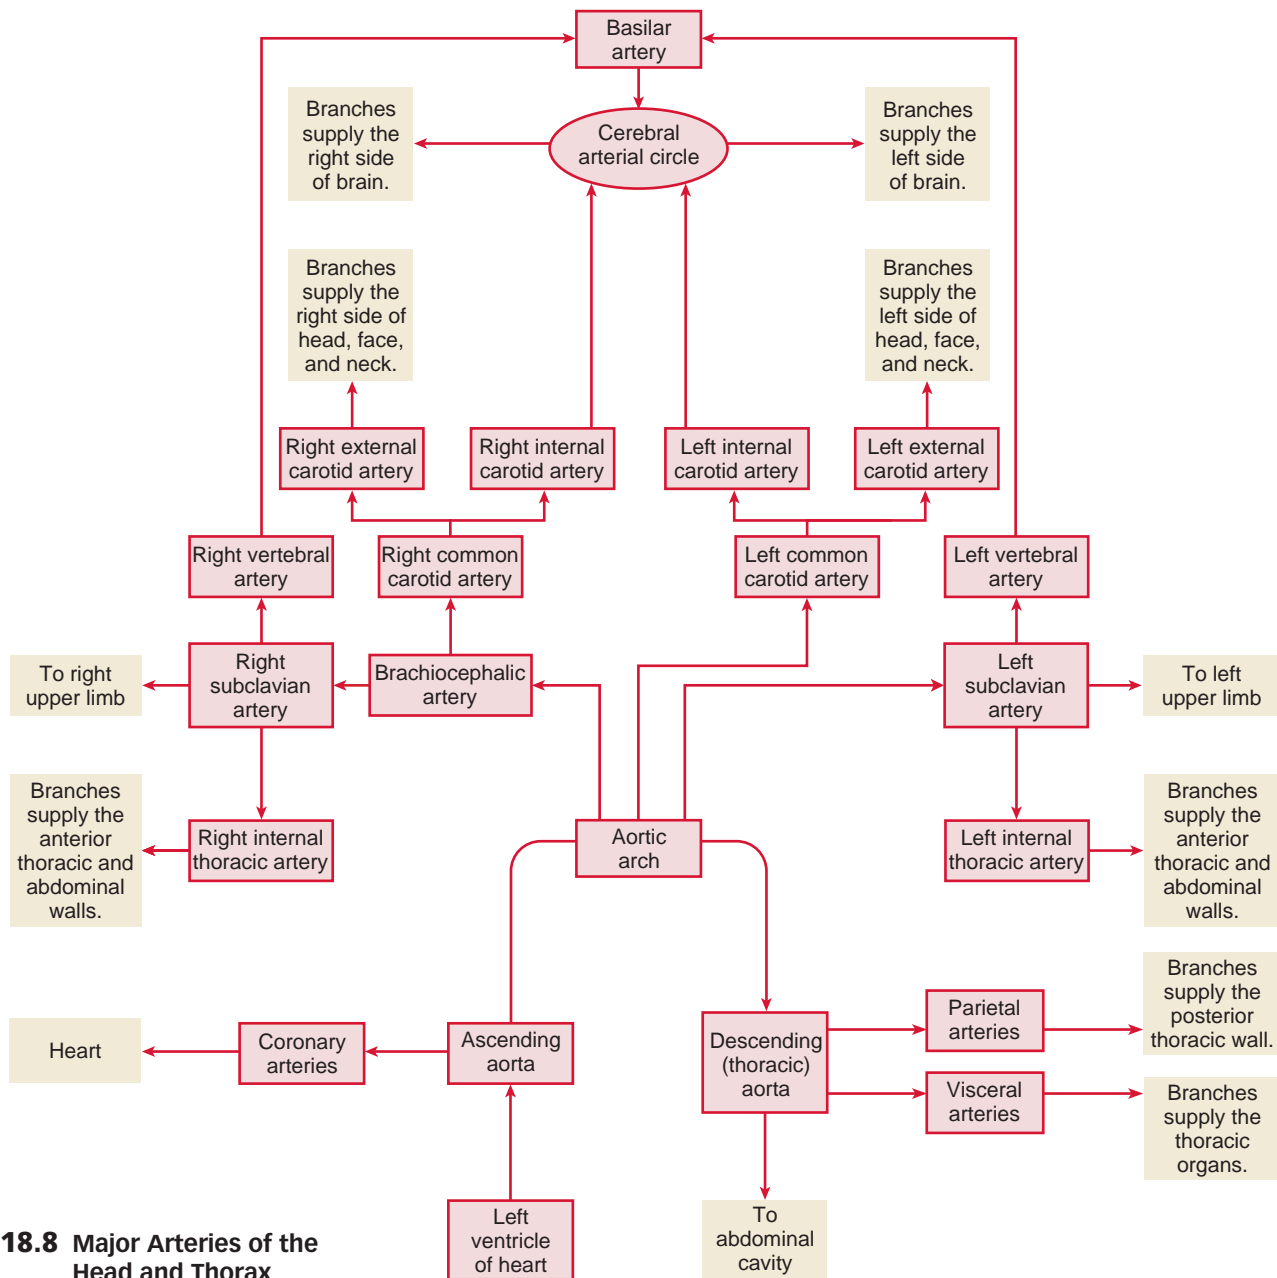 Basilar
artery
Branches
supply the
right side
of brain.
Cerebral
arterial circle
Branches
supply the
left side
of brain.
Branches
supply the
right side of
head, face,
and neck.
Branches
supply the
left side of
head, face,
and neck.
Right external
carotid artery
Right internal
carotid artery
Left internal
carotid artery
Left external
carotid artery
Right vertebral
artery
Right common
carotid artery
Left common
carotid artery
Left vertebral
artery
To right
upper limb
Right
subclavian
artery
Brachiocephalic
artery
Left
subclavian
artery
To left
upper limb
Branches
supply the
anterior
thoracic and
abdominal
walls.
Right internal
thoracic artery
Aortic
arch
Left internal
thoracic artery
Branches
supply the
anterior
thoracic and
abdominal
walls.
Heart
Coronary
arteries
Ascending
aorta
Descending
(thoracic)
aorta
Parietal
arteries
Branches
supply the
posterior
thoracic wall.
Visceral
arteries
Branches
supply the
thoracic
organs.
Left
ventricle
of heart
To
abdominal
cavity
18.8 Major Arteries of the
Head and Thorax